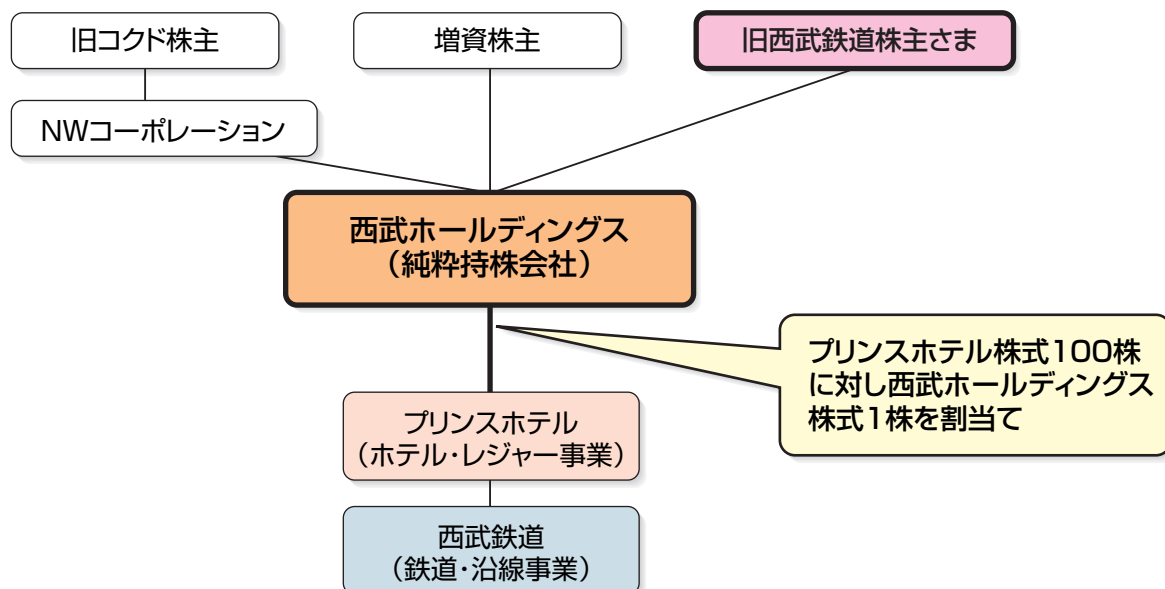 旧コクド株主
増資株主
旧西武鉄道株主さま
NWコーポレーション
西武ホールディングス
（純粋持株会社）
プリンスホテル株式100株
に対し西武ホールディングス
株式1株を割当て
プリンスホテル
（ホテル・レジャー事業）
西武鉄道
（鉄道・沿線事業）